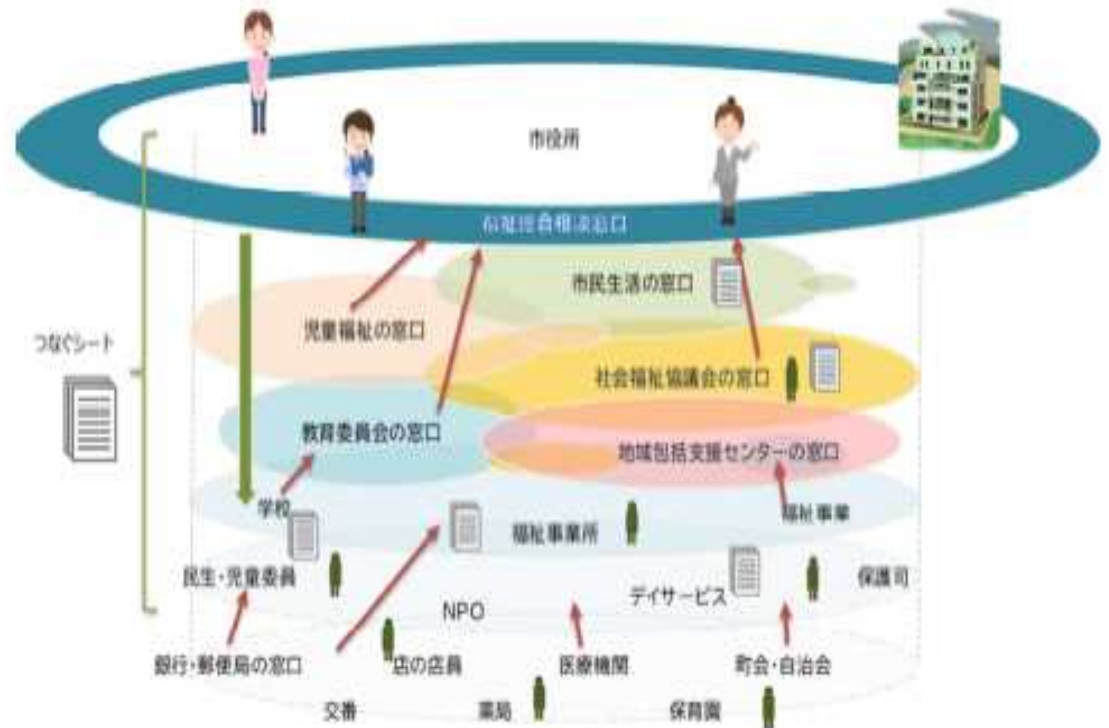 市役所
福祉総合相談窓口
市民生活の窓口
児童福祉の窓口
つなぐシート
社会福祉協議会の窓口
教育委員会の窓口
地域包括支援センターの窓口
学校
福祉事業所
福祉事業
民生・児童委員
デイサービス
保護司
NPO
銀行・郵便局の窓口
店の店員
医療機関
町会・自治会
交番
薬局
保育園